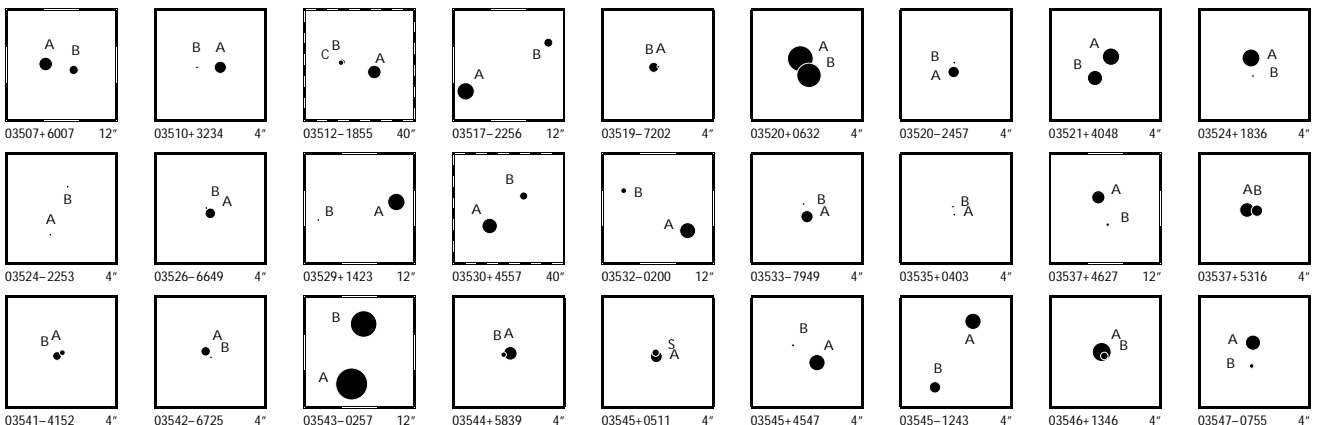 A B
B A
C B A
B A
B A
A B
B A
A B
A B
03507+6007 12″
03510+3234 4″
03512−1855 40″
03517−2256 12″
03519−7202 4″
03520+0632 4″
03520−2457 4″
03521+4048 4″
03524+1836 4″
B A
B A
B A
B A
B A
B A
B A
A B
A B
03524−2253 4″
03526−6649 4″
03529+1423 12″
03530+4557 40″
03532−0200 12″
03533−7949 4″
03535+0403 4″
03537+4627 12″
03537+5316 4″
B A
A B
B A
B A
S A
B A
A B
A B
A B
03541−4152 4″
03542−6725 4″
03543−0257 12″
03544+5839 4″
03545+0511 4″
03545+4547 4″
03545−1243 4″
03546+1346 4″
03547−0755 4″